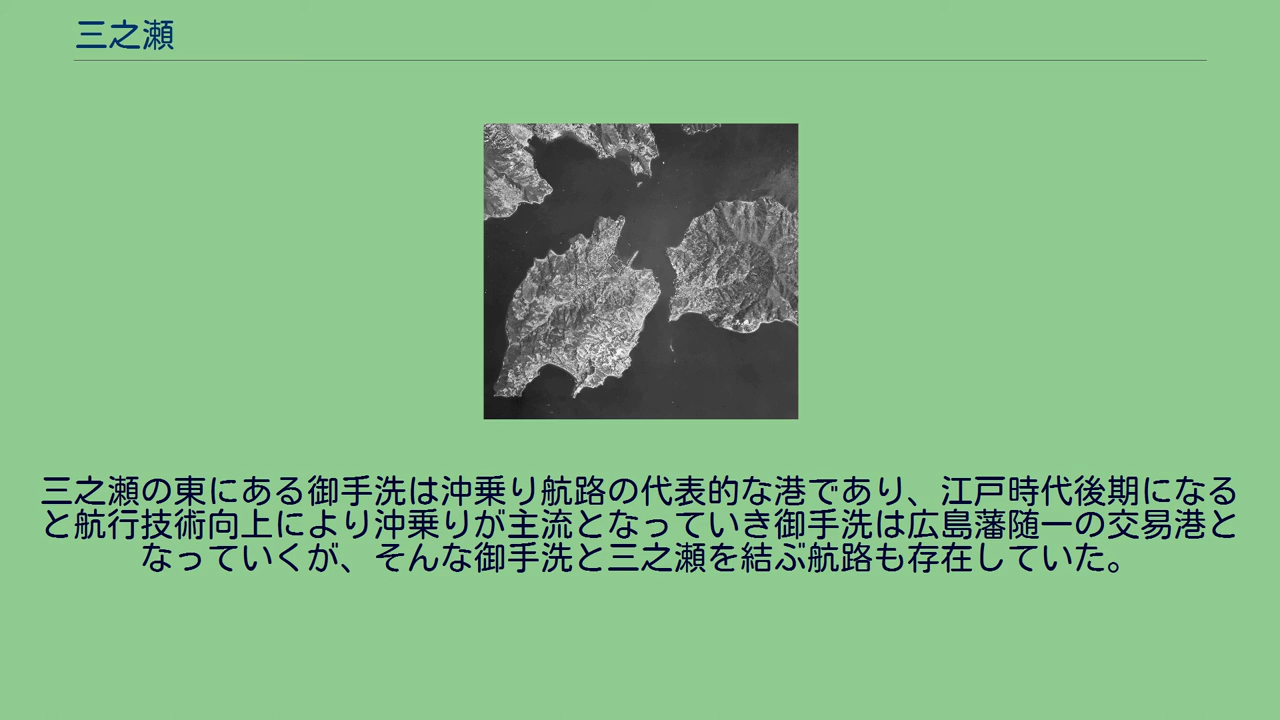 三之瀬
三之瀬の東にある御手洗は沖乗り航路の代表的な港であり、江戸時代後期になる
と航行技術向上により沖乗りが主流となっていき御手洗は広島藩随一の交易港と
なっていくが、そんな御手洗と三之瀬を結ぶ航路も存在していた。